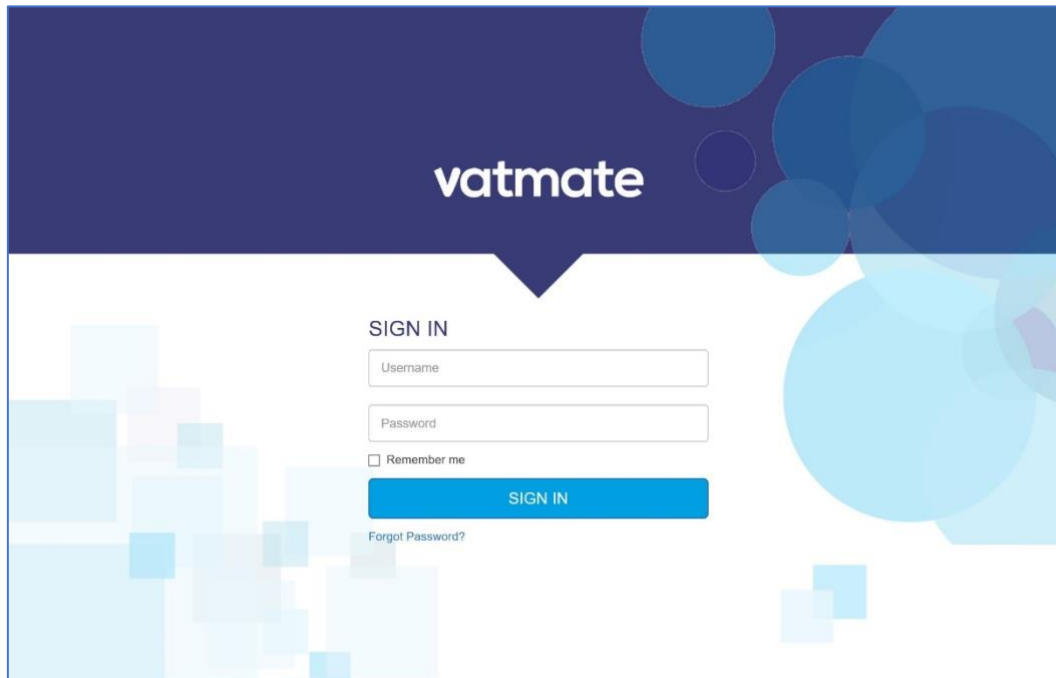 vatmate
SIGN IN
Username
Password
Remember me
SIGN IN
Forgot Password?